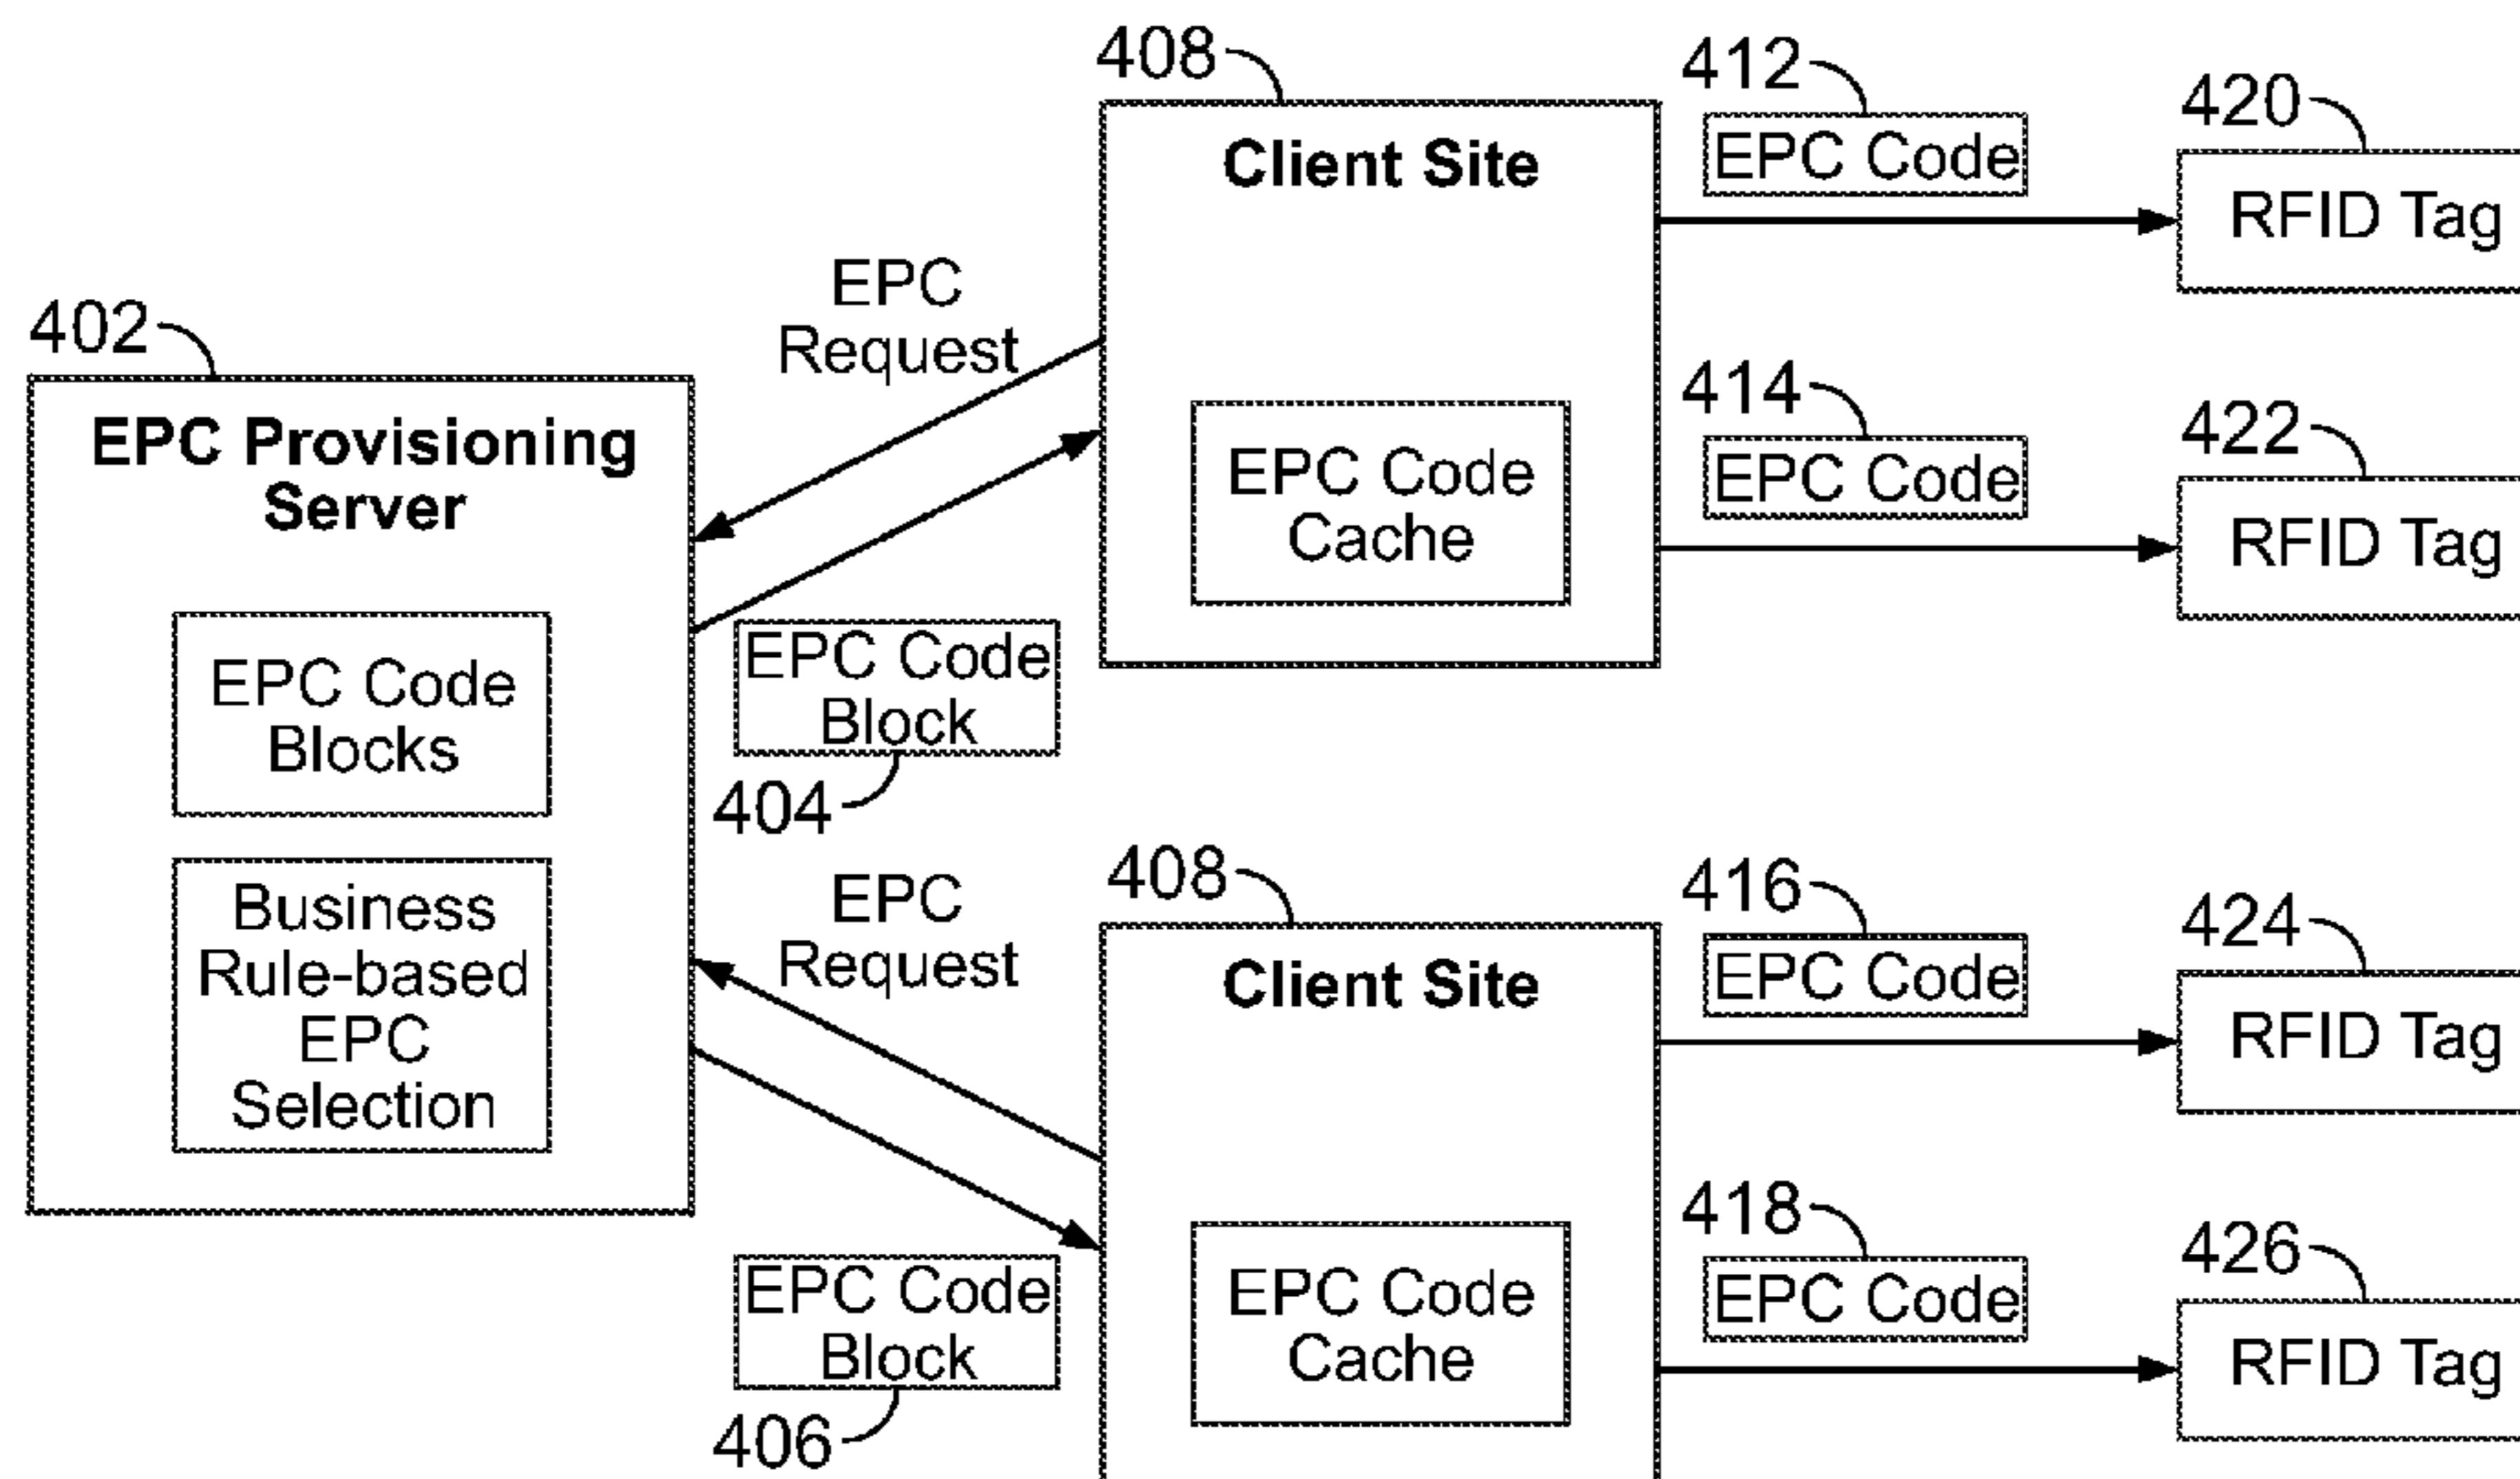 402
EPC Provisioning
Server
EPC Code
Blocks
Business
Rule-based
EPC
Selection
EPC
Request
EPC Code
Block
404
EPC
Request
EPC Code
Block
406
408
Client Site
EPC Code
Cache
408
Client Site
EPC Code
Cache
412
EPC Code
414
EPC Code
416
EPC Code
418
EPC Code
420
RFID Tag
422
RFID Tag
424
RFID Tag
426
RFID Tag